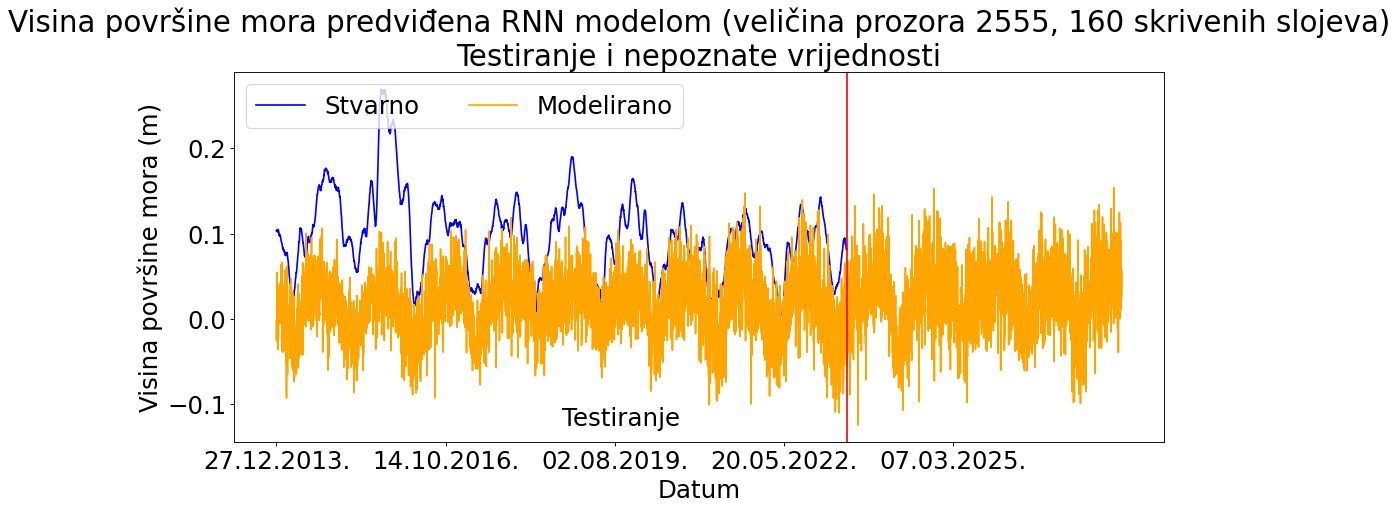 Visina površine mora predviđena RNN modelom (veličina prozora 2555, 160 skrivenih slojeva)
Testiranje i nepoznate vrijednosti
Stvarno
Modelirano
Visina površine mora (m)
0.2
0.1
0.0
−0.1
Testiranje
27.12.2013.
14.10.2016.
02.08.2019.
20.05.2022.
07.03.2025.
Datum